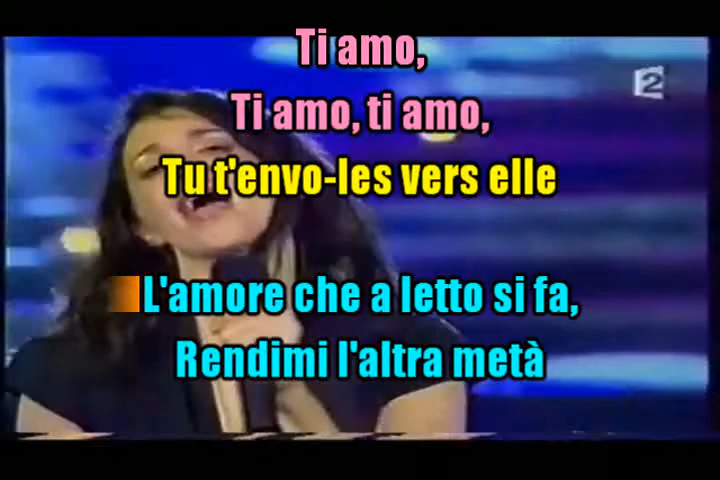 Ti amo,
2
Ti amo, ti amo,
Tu t'envo-les vers elle
L'amore che a letto si fa,
Rendimi l'altra metà